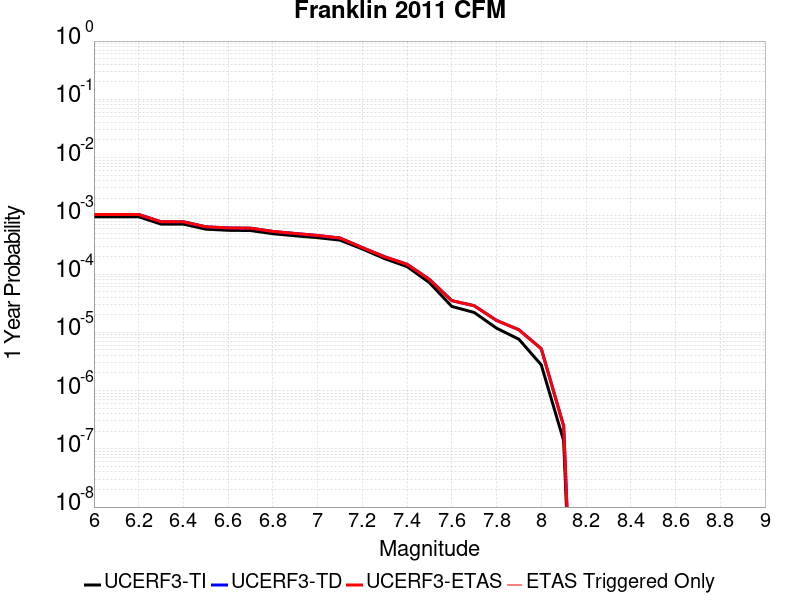 Franklin 2011 CFM
10^0
10^-1
10^-2
10^-3
10^-4
10^-5
10^-6
10^-7
10^-8
1 Year Probability
6 6.2 6.4 6.6 6.8 7 7.2 7.4 7.6 7.8 8 8.2 8.4 8.6 8.8 9
Magnitude
UCERF3-TI UCERF3-TD UCERF3-ETAS ETAS Triggered Only